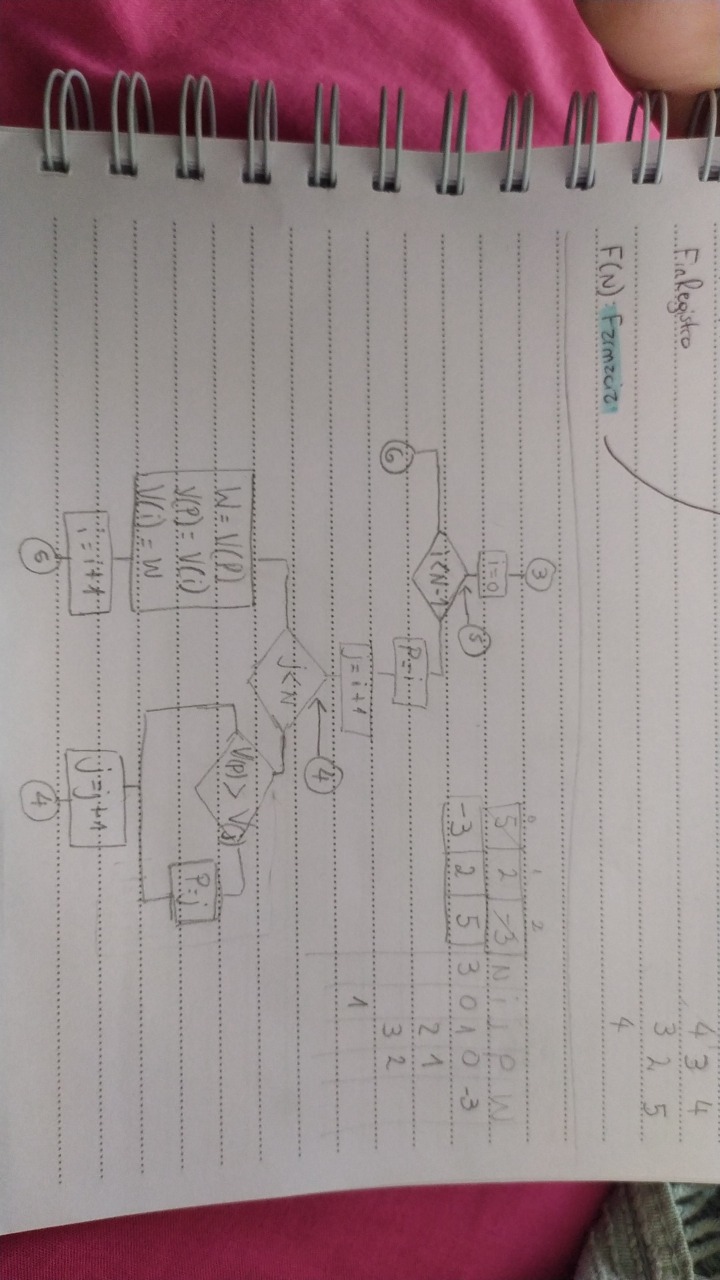 FinRegistro
F(N) Farmacia
4 3 4
3 2 5
4
3
i=0
5
i<N-1
6
P=i
j=i+1
4
j<N
W=V(P)
V(P)=V(i)
V(i)=W
i=i+1
V(P)>V(j)
P=j
j=j+1
4
0 1 2
5 2 -3 N i J P W
-3 2 5 3 0 1 0 -3
2 1
3 2
1